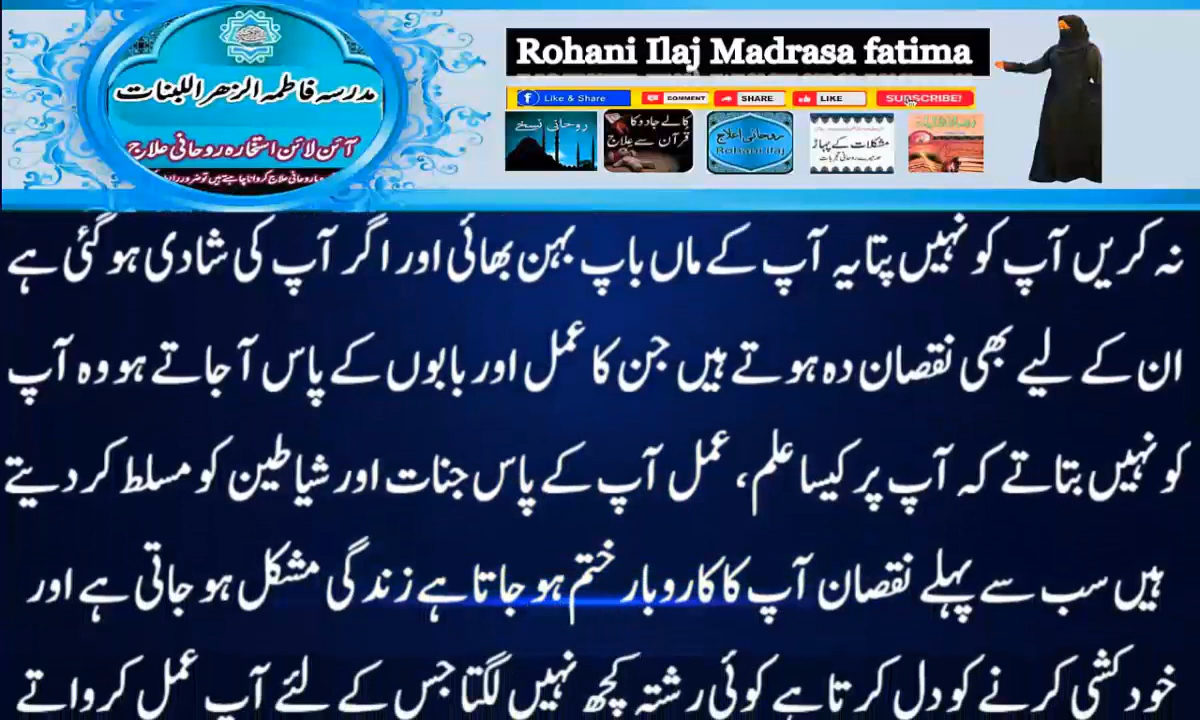 مدرسہ فاطمہ الزھرا للبنات
آئن لائن استخارہ روحانی علاج
Rohani Ilaj Madrasa fatima
Like & Share
COMMENT
SHARE
LIKE
SUBSCRIBE!
روحانی نسخے
کالے جادو کا
قرآن سے علاج
روحانی علاج
Rohani Ilaj
مشکلات کے پہاڑ
نہ کریں آپ کو نہیں پتا یہ آپ کے ماں باپ بہن بھائی اور اگر آپ کی شادی ہو گئی ہے
ان کے لیے بھی نقصان دہ ہوتے ہیں جن کا عمل اور بابوں کے پاس آ جاتے ہو وہ آپ
کو نہیں بتاتے کہ آپ پر کیسا علم، عمل آپ کے پاس جنات اور شیاطین کو مسلط کر دیتے
ہیں سب سے پہلے نقصان آپ کا کاروبار ختم ہو جاتا ہے زندگی مشکل ہو جاتی ہے اور
خودکشی کرنے کو دل کرتا ہے کوئی رشتہ کچھ نہیں لگتا جس کے لئے آپ عمل کرواتے